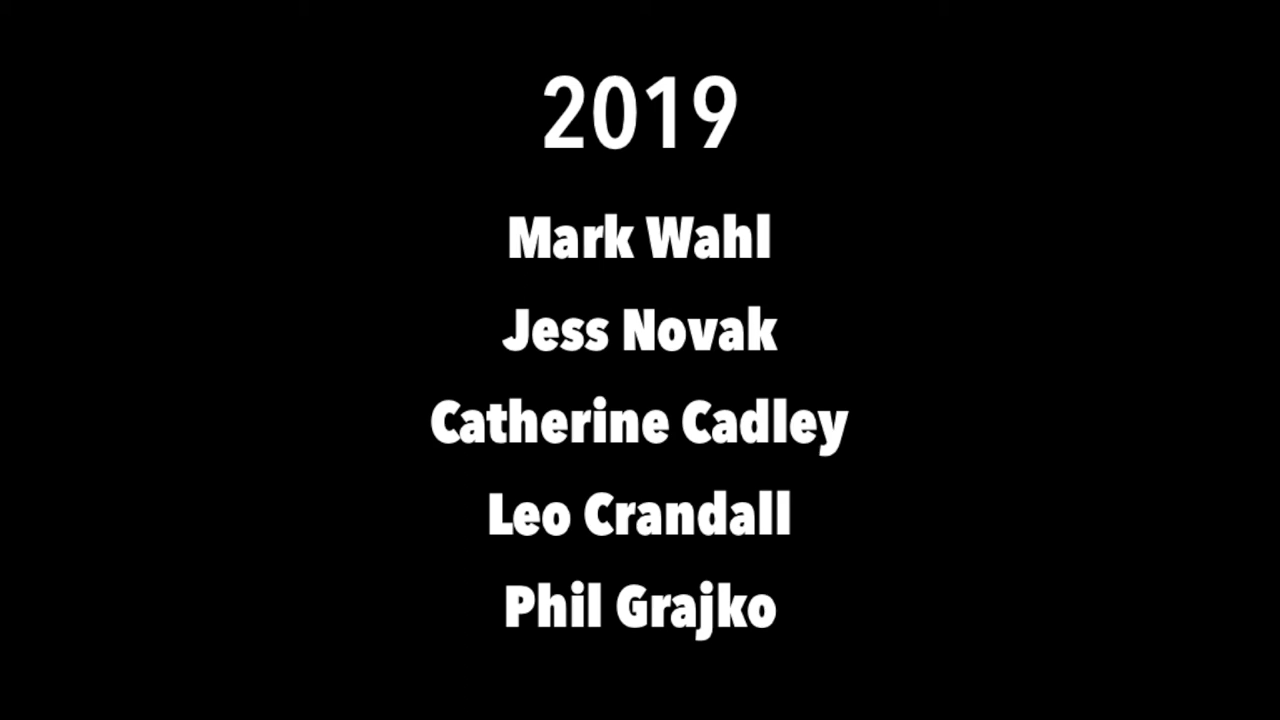 2019
Mark Wahl
Jess Novak
Catherine Cadley
Leo Crandall
Phil Grajko